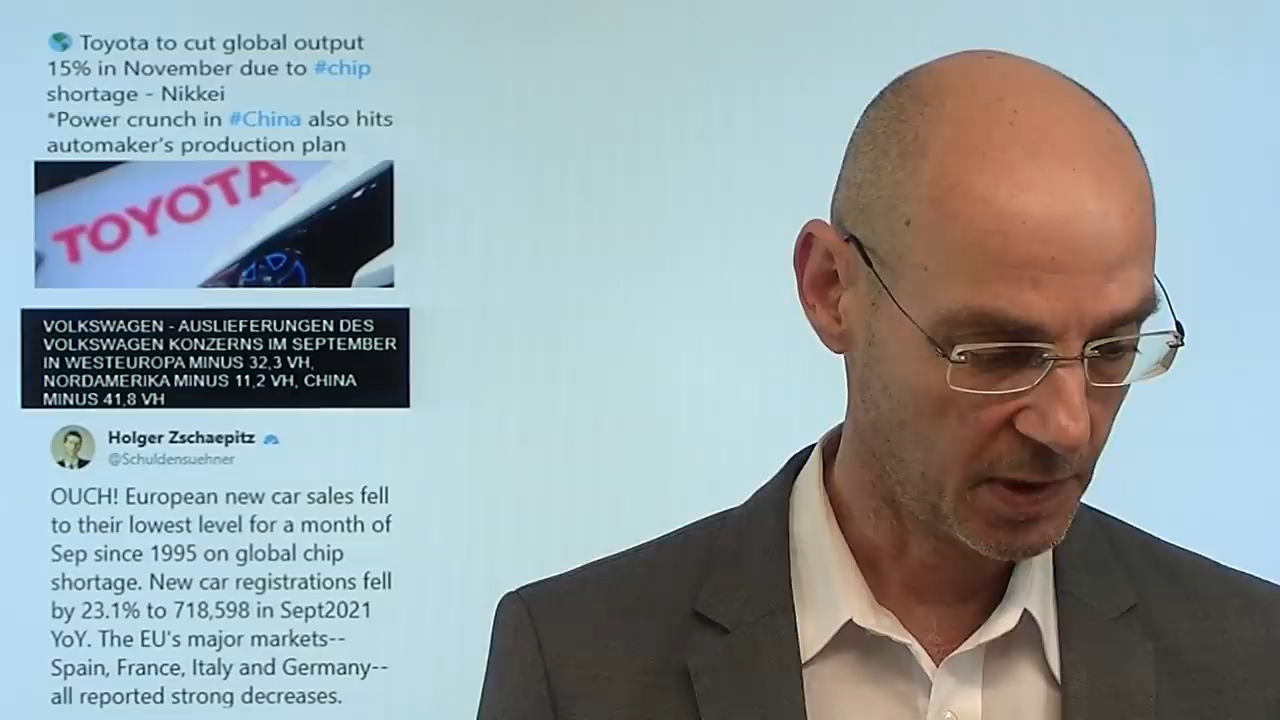 Toyota to cut global output
15% in November due to #chip
shortage - Nikkei
*Power crunch in #China also hits
automaker's production plan
TOYOTA
VOLKSWAGEN - AUSLIEFERUNGEN DES
VOLKSWAGEN KONZERNS IM SEPTEMBER
IN WESTEUROPA MINUS 32,3 VH,
NORDAMERIKA MINUS 11,2 VH, CHINA
MINUS 41,8 VH
Holger Zschaepitz
@Schuldensuehner
OUCH! European new car sales fell
to their lowest level for a month of
Sep since 1995 on global chip
shortage. New car registrations fell
by 23.1% to 718,598 in Sept2021
YoY. The EU's major markets--
Spain, France, Italy and Germany--
all reported strong decreases.